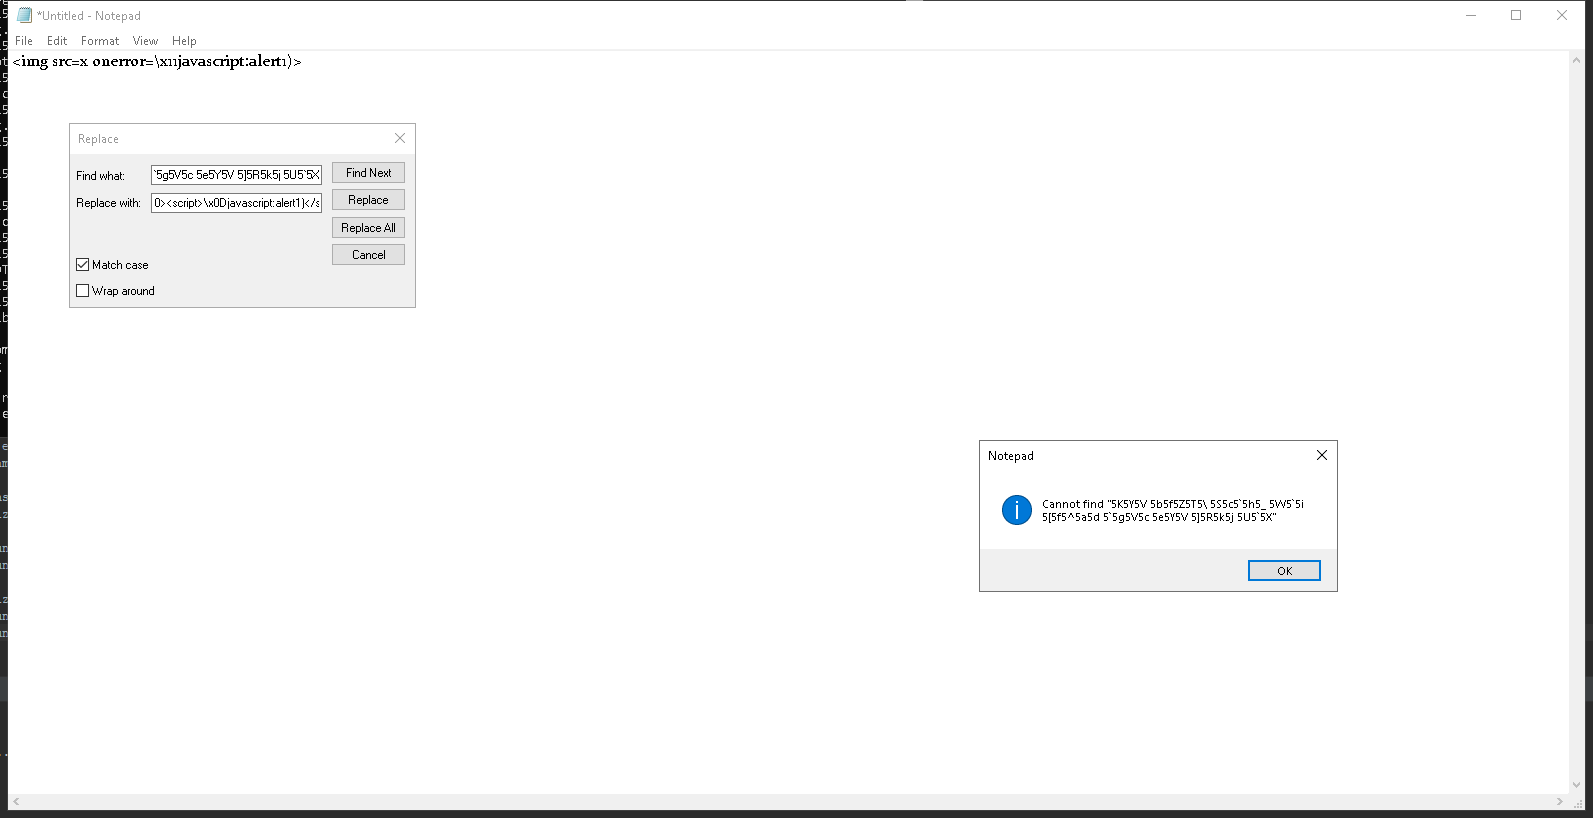 *Untitled - Notepad
File Edit Format View Help
<img src=x onerror=\x11javascript:alert1)>
Replace
Find what: `5g5V5c 5e5Y5V 5]5R5k5j 5U5`5X Find Next
Replace with: 0><script>\x0Djavascript:alert1)</s Replace
Replace All
Cancel
Match case
Wrap around
Notepad
Cannot find "5K5Y5V 5b5f5Z5T5\ 5S5c5`5h5_ 5W5`5i
5[5f5^5a5d 5`5g5V5c 5e5Y5V 5]5R5k5j 5U5`5X"
OK